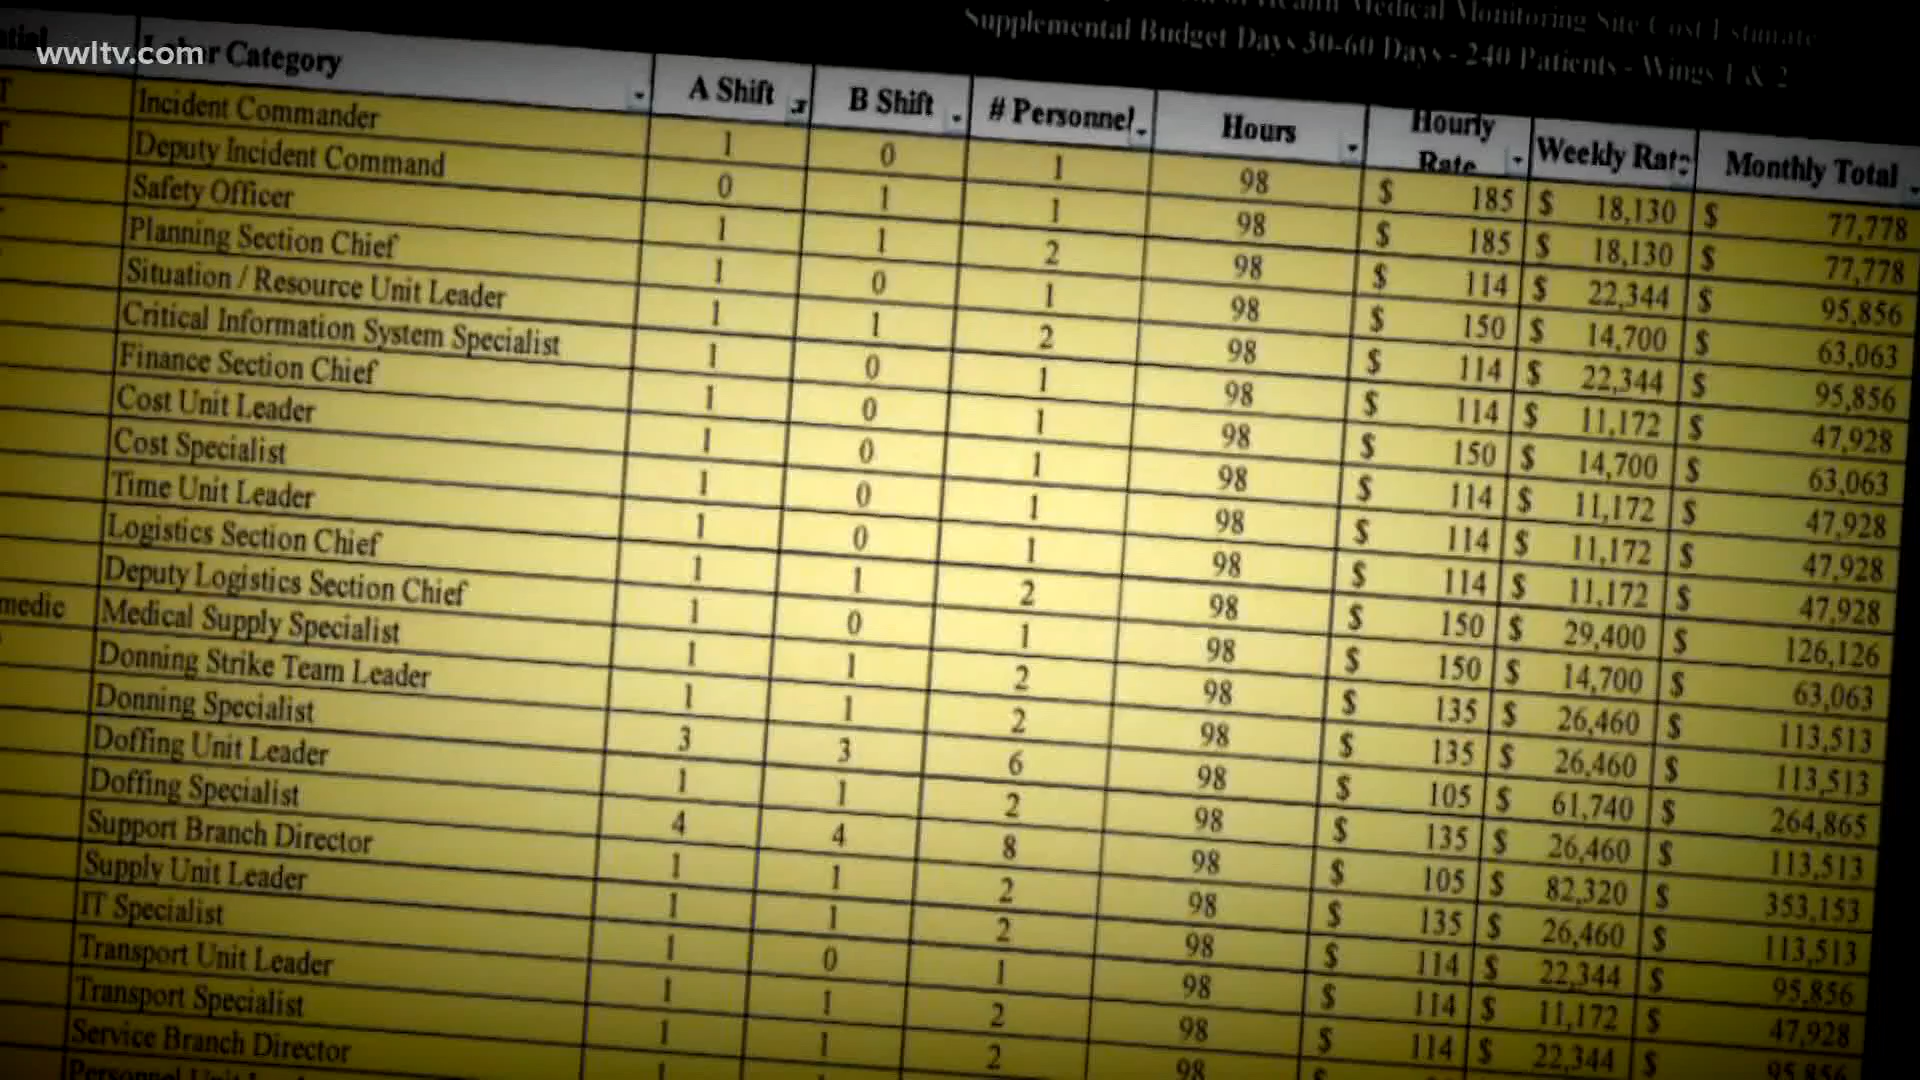 wwltv.com
Health Medical Monitoring Site Cost Estimate
Supplemental Budget Days 30-60 Days - 240 Patients - Wings 1 & 2
Category A Shift B Shift # Personnel Hours Hourly Rate Weekly Rate Monthly Total
Incident Commander 1 0 1 98 $ 185 $ 18,130 $ 77,778
Deputy Incident Command 0 1 1 98 $ 185 $ 18,130 $ 77,778
Safety Officer 1 1 2 98 $ 114 $ 22,344 $ 95,856
Planning Section Chief 1 0 1 98 $ 150 $ 14,700 $ 63,063
Situation / Resource Unit Leader 1 1 2 98 $ 114 $ 22,344 $ 95,856
Critical Information System Specialist 1 0 1 98 $ 114 $ 11,172 $ 47,928
Finance Section Chief 1 0 1 98 $ 150 $ 14,700 $ 63,063
Cost Unit Leader 1 0 1 98 $ 114 $ 11,172 $ 47,928
Cost Specialist 1 0 1 98 $ 114 $ 11,172 $ 47,928
Time Unit Leader 1 0 1 98 $ 114 $ 11,172 $ 47,928
Logistics Section Chief 1 1 2 98 $ 150 $ 29,400 $ 126,126
Deputy Logistics Section Chief 1 0 1 98 $ 150 $ 14,700 $ 63,063
medic Medical Supply Specialist 1 1 2 98 $ 135 $ 26,460 $ 113,513
Donning Strike Team Leader 1 1 2 98 $ 135 $ 26,460 $ 113,513
Donning Specialist 3 3 6 98 $ 105 $ 61,740 $ 264,865
Doffing Unit Leader 1 1 2 98 $ 135 $ 26,460 $ 113,513
Doffing Specialist 4 4 8 98 $ 105 $ 82,320 $ 353,153
Support Branch Director 1 1 2 98 $ 135 $ 26,460 $ 113,513
Supply Unit Leader 1 1 2 98 $ 114 $ 22,344 $ 95,856
IT Specialist 1 0 1 98 $ 114 $ 11,172 $ 47,928
Transport Unit Leader 1 1 2 98 $ 114 $ 22,344 $ 95,856
Transport Specialist 1 1 2 98 $
Service Branch Director 1
Personnel Unit